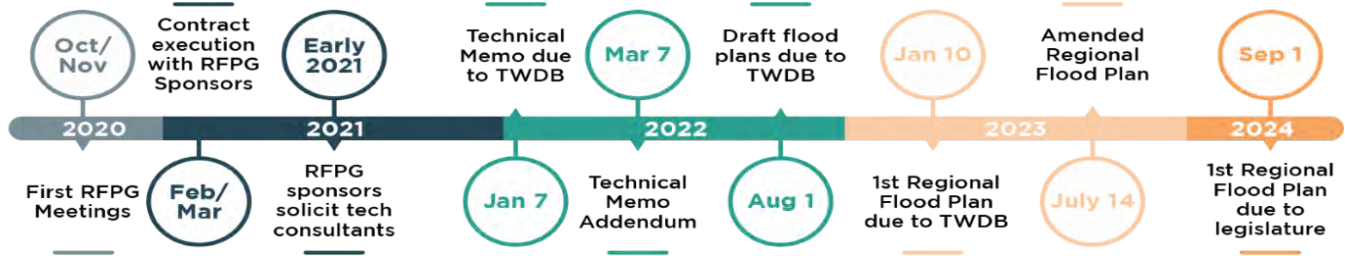 Oct/
Nov
2020
First RFPG
Meetings
Contract
execution
with RFPG
Sponsors
Feb/
Mar
Early
2021
2021
RFPG
sponsors
solicit tech
consultants
Technical
Memo due
to TWDB
Jan 7
Mar 7
2022
Technical
Memo
Addendum
Draft flood
plans due to
TWDB
Aug 1
Jan 10
1st Regional
Flood Plan
due to TWDB
2023
Amended
Regional
Flood Plan
July 14
Sep 1
2024
1st Regional
Flood Plan
due to
legislature